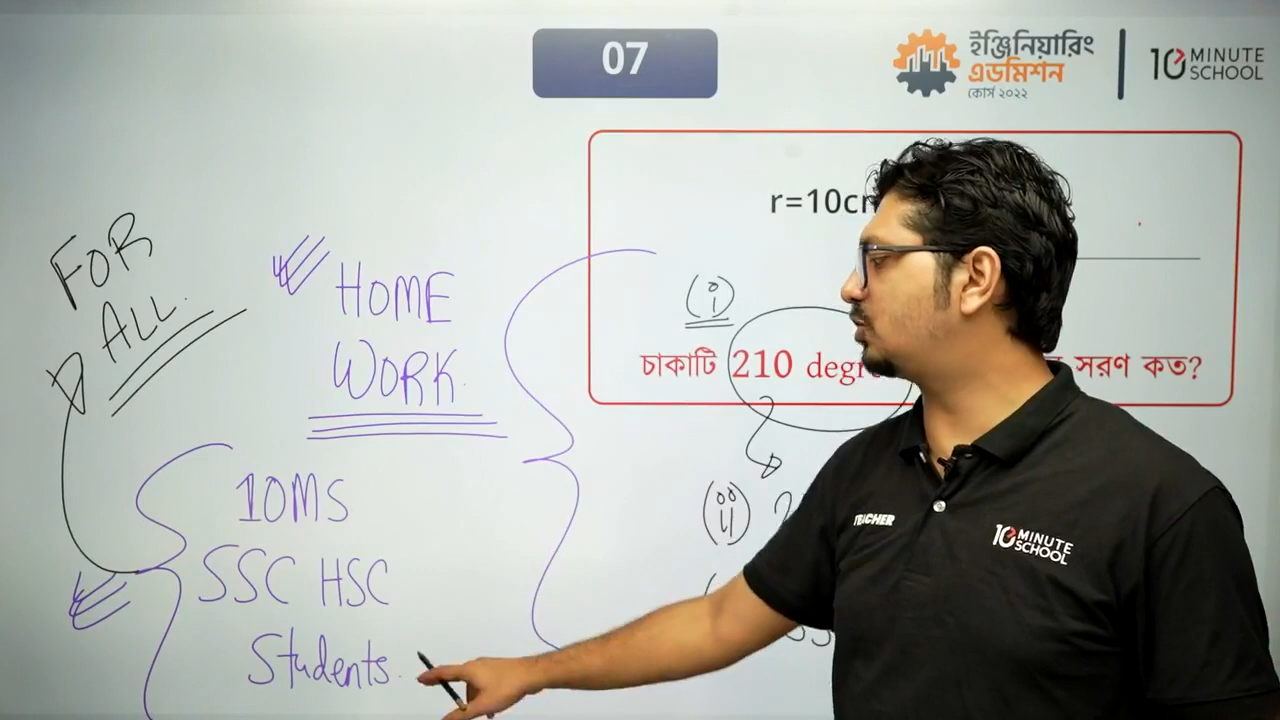 07
ইঞ্জিনিয়ারিং
এডমিশন
কোর্স ২০২২
10 MINUTE
SCHOOL
r=10cm
(i)
চাকাটি 210 degre সরণ কত?
FOR
ALL.
HOME
WORK.
10MS
SSC HSC
Students.
(ii)
TEACHER
10 MINUTE
SCHOOL